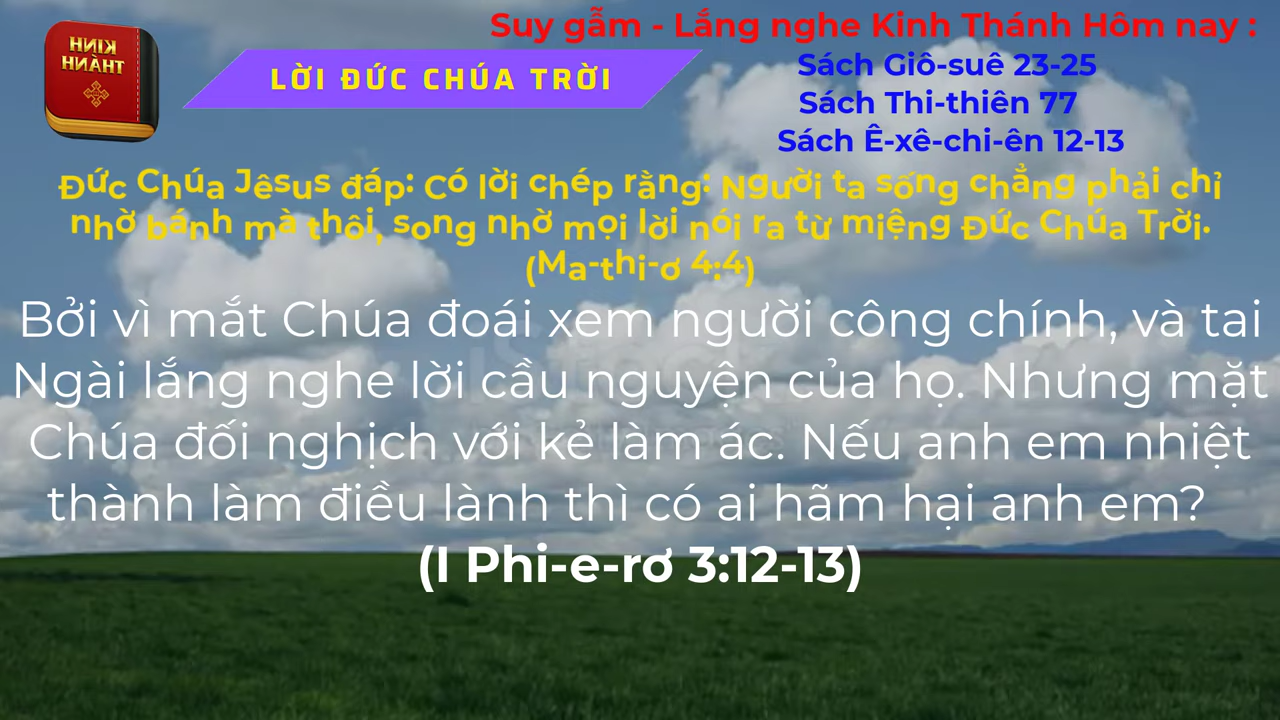 KINH
THÁNH
LỜI ĐỨC CHÚA TRỜI
Suy gẫm - Lắng nghe Kinh Thánh Hôm nay :
Sách Giô-suê 23-25
Sách Thi-thiên 77
Sách Ê-xê-chi-ên 12-13
Đức Chúa Jêsus đáp: Có lời chép rằng: Người ta sống chẳng phải chỉ
nhờ bánh mà thôi, song nhờ mọi lời nói ra từ miệng Đức Chúa Trời.
(Ma-thi-ơ 4:4)
Bởi vì mắt Chúa đoái xem người công chính, và tai
Ngài lắng nghe lời cầu nguyện của họ. Nhưng mặt
Chúa đối nghịch với kẻ làm ác. Nếu anh em nhiệt
thành làm điều lành thì có ai hãm hại anh em?
(I Phi-e-rơ 3:12-13)